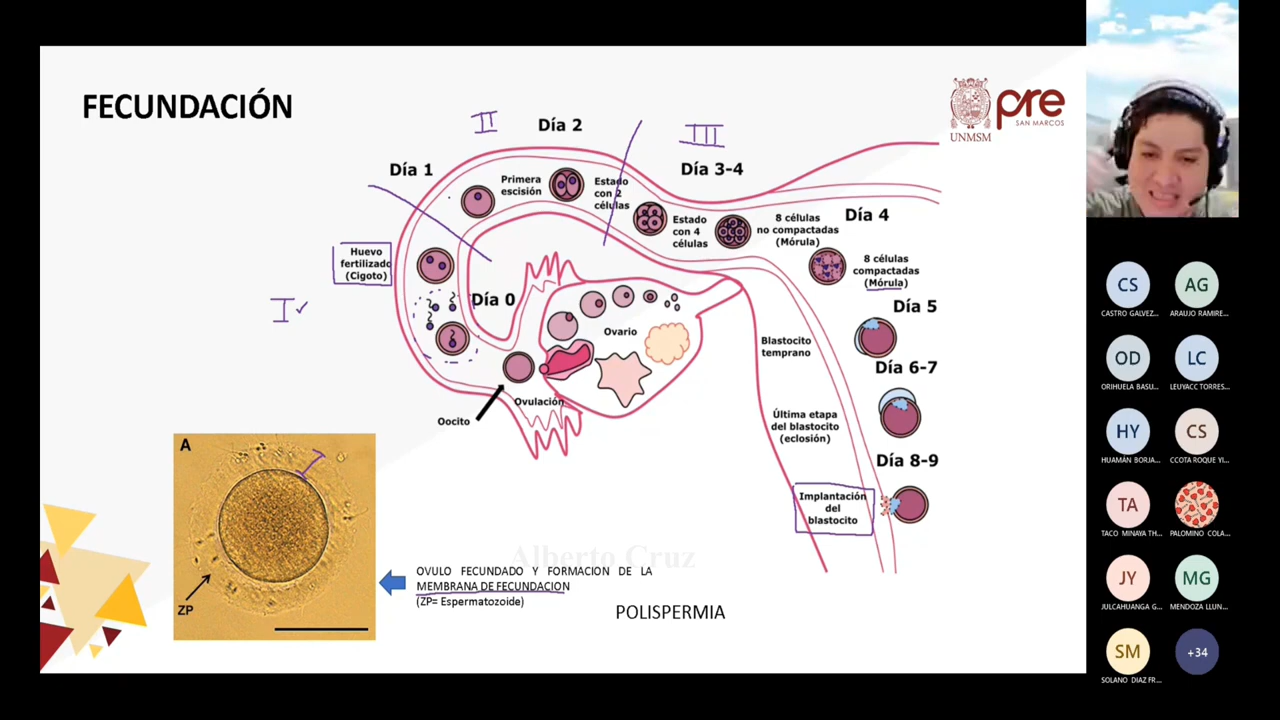 FECUNDACIÓN
pre
SAN MARCOS
UNMSM
II
Día 2
III
Día 1
Día 3-4
Primera
escisión
Estado
con 2
células
Estado
con 4
células
8 células
no compactadas
(Mórula)
Día 4
Huevo
fertilizado
(Cigoto)
8 células
compactadas
(Mórula)
I ✓
Día 0
Día 5
Ovario
Blastocito
temprano
Día 6-7
Ovulación
Oocito
Última etapa
del blastocito
(eclosión)
Día 8-9
Implantación
del
blastocito
A
I
ZP
Alberto Cruz
OVULO FECUNDADO Y FORMACION DE LA
MEMBRANA DE FECUNDACION
(ZP= Espermatozoide)
POLISPERMIA
CS
AG
CASTRO GALVEZ...
ARAUJO RAMIRE...
OD
LC
ORIHUELA BASU...
LEUYACC TORRES...
HY
CS
HUAMÁN BORJA...
CCOTA ROQUE YI...
TA
TACO MINAYA TH...
PALOMINO COLA...
JY
MG
JULCAHUANGA G...
MENDOZA LLUN...
SM
+34
SOLANO DIAZ FR...